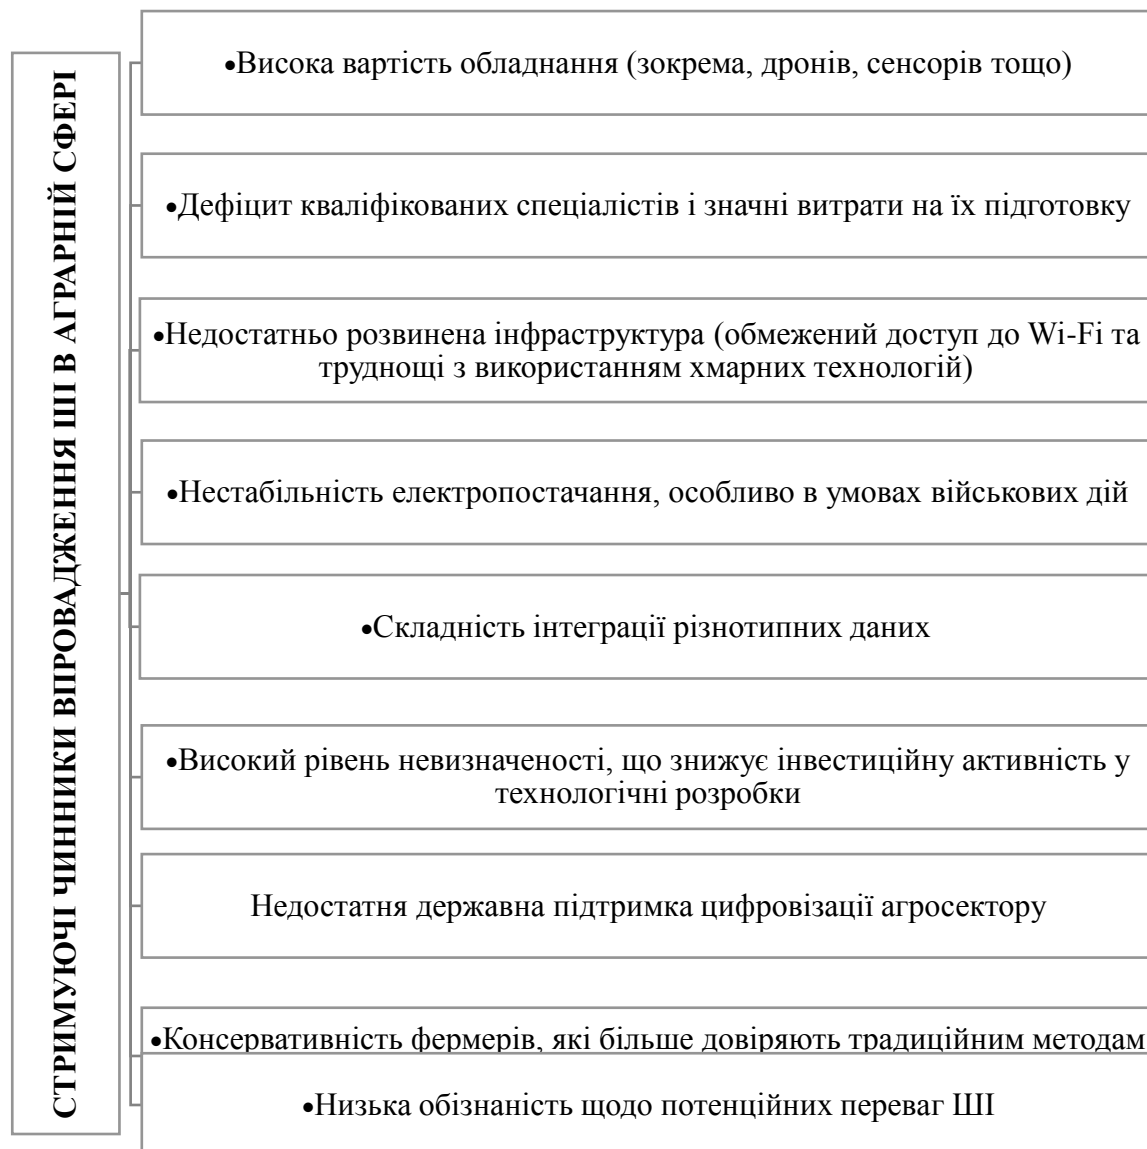 СТРИМУЮЧІ ЧИННИКИ ВПРОВАДЖЕННЯ ШІ В АГРАРНІЙ СФЕРІ
•Висока вартість обладнання (зокрема, дронів, сенсорів тощо)
•Дефіцит кваліфікованих спеціалістів і значні витрати на їх підготовку
•Недостатньо розвинена інфраструктура (обмежений доступ до Wi-Fi та
труднощі з використанням хмарних технологій)
•Нестабільність електропостачання, особливо в умовах військових дій
•Складність інтеграції різнотипних даних
•Високий рівень невизначеності, що знижує інвестиційну активність у
технологічні розробки
Недостатня державна підтримка цифровізації агросектору
•Консервативність фермерів, які більше довіряють традиційним методам
•Низька обізнаність щодо потенційних переваг ШІ